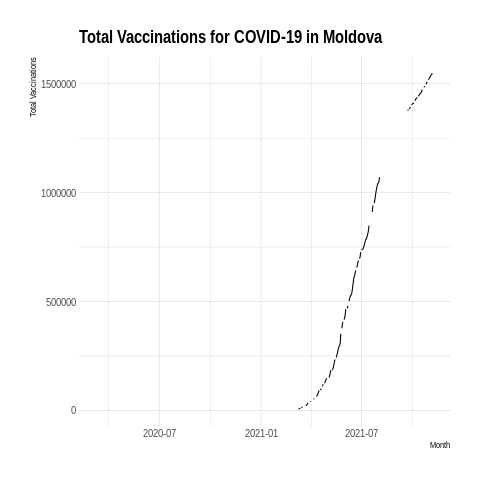 Total Vaccinations for COVID-19 in Moldova
Total Vaccinations
1500000
1000000
500000
0
2020-07
2021-01
2021-07
Month